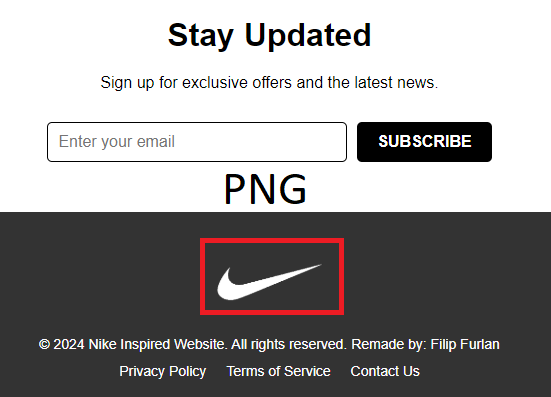 Stay Updated
Sign up for exclusive offers and the latest news.
Enter your email
SUBSCRIBE
PNG
© 2024 Nike Inspired Website. All rights reserved. Remade by: Filip Furlan
Privacy Policy Terms of Service Contact Us